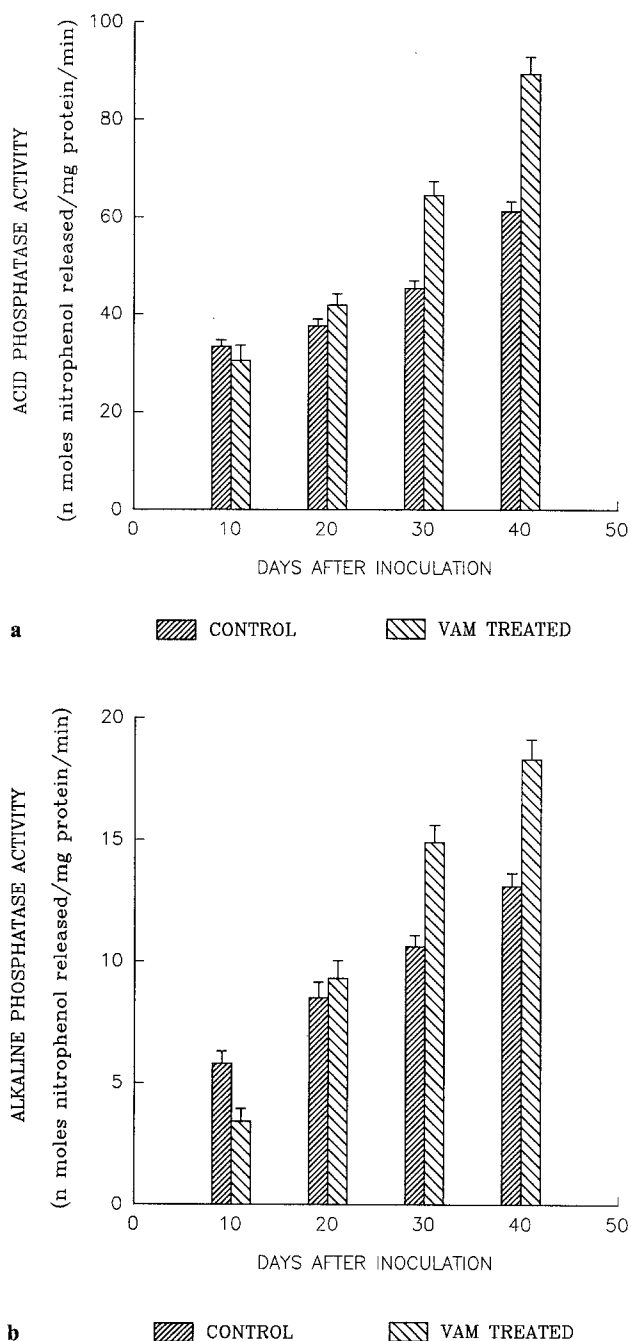 ACID PHOSPHATASE ACTIVITY
(n moles nitrophenol released/mg protein/min)
100
80
60
40
20
0
0 10 20 30 40 50
DAYS AFTER INOCULATION
a CONTROL VAM TREATED
ALKALINE PHOSPHATASE ACTIVITY
(n moles nitrophenol released/mg protein/min)
20
15
10
5
0
0 10 20 30 40 50
DAYS AFTER INOCULATION
b CONTROL VAM TREATED